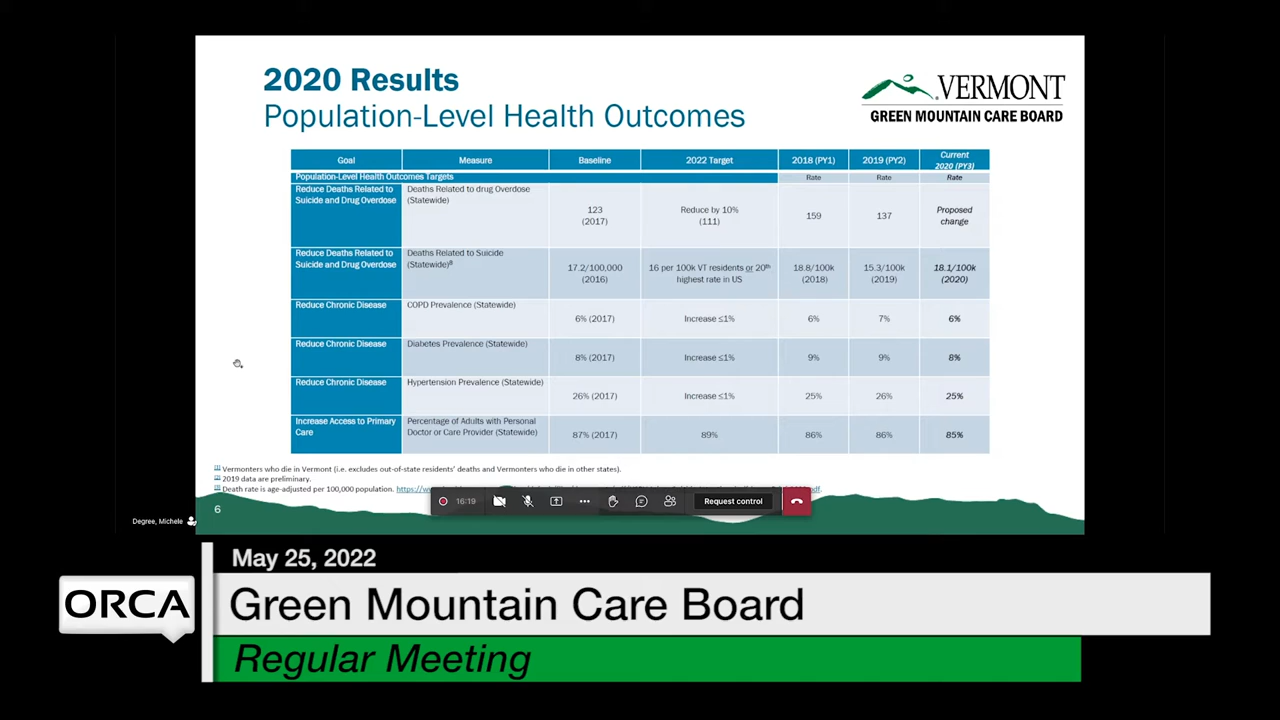 2020 Results
Population-Level Health Outcomes
VERMONT
GREEN MOUNTAIN CARE BOARD
Goal Measure Baseline 2022 Target 2018 (PY1) 2019 (PY2) Current 2020 (PY3)
Population-Level Health Outcomes Targets Rate Rate Rate
Reduce Deaths Related to Suicide and Drug Overdose Deaths Related to drug Overdose (Statewide) 123 (2017) Reduce by 10% (111) 159 137 Proposed change
Reduce Deaths Related to Suicide and Drug Overdose Deaths Related to Suicide (Statewide) 17.2/100,000 (2016) 16 per 100k VT residents or 20th highest rate in US 18.8/100k (2018) 15.3/100k (2019) 18.1/100k (2020)
Reduce Chronic Disease COPD Prevalence (Statewide) 6% (2017) Increase ≤1% 6% 7% 6%
Reduce Chronic Disease Diabetes Prevalence (Statewide) 8% (2017) Increase ≤1% 9% 9% 8%
Reduce Chronic Disease Hypertension Prevalence (Statewide) 26% (2017) Increase ≤1% 25% 26% 25%
Increase Access to Primary Care Percentage of Adults with Personal Doctor or Care Provider (Statewide) 87% (2017) 89% 86% 86% 85%
Vermonters who die in Vermont (i.e. excludes out-of-state residents' deaths and Vermonters who die in other states).
2019 data are preliminary.
Death rate is age-adjusted per 100,000 population.
16:19 Request control
6
Degree, Michele
May 25, 2022
ORCA
Green Mountain Care Board
Regular Meeting